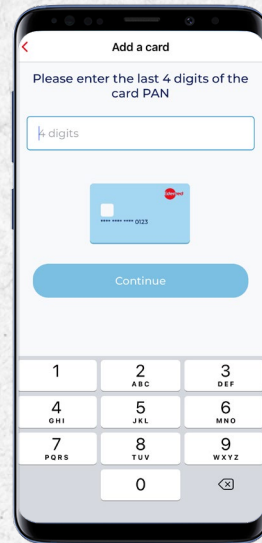 Add a card
Please enter the last 4 digits of the
card PAN
4 digits
**** **** **** 0123
Continue
1
2
ABC
3
DEF
4
GHI
5
JKL
6
MNO
7
PQRS
8
TUV
9
WXYZ
0